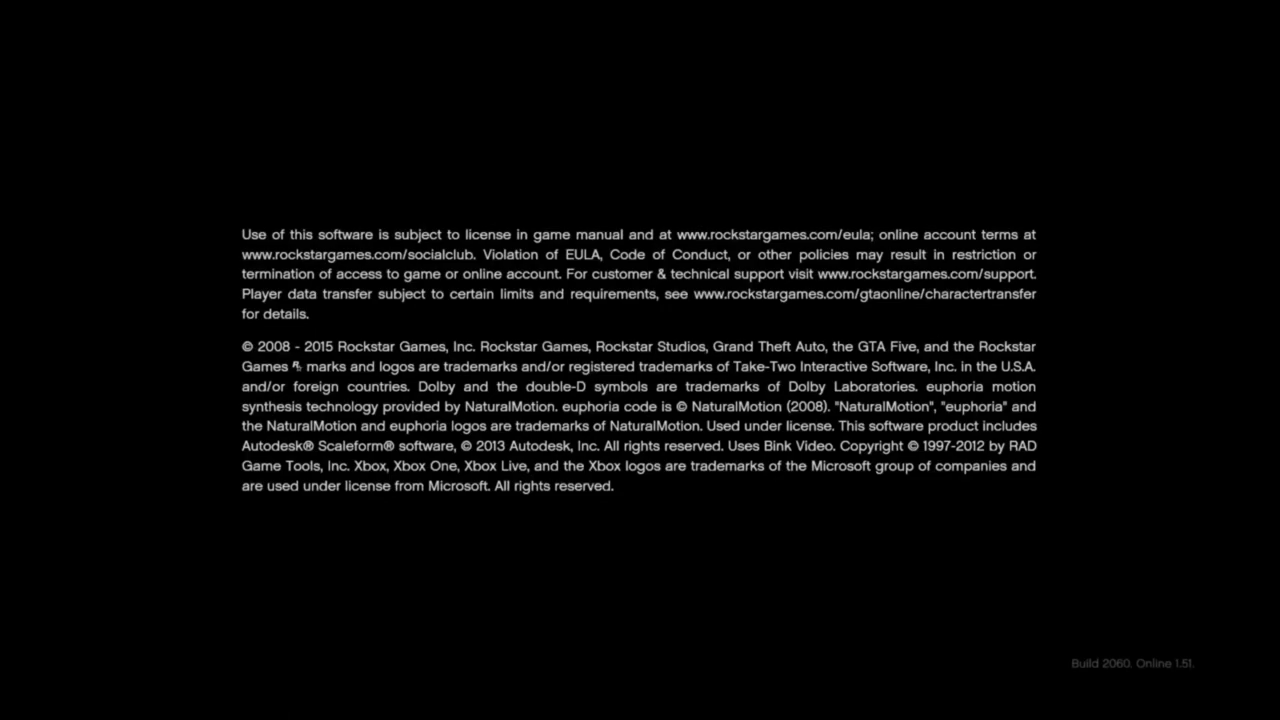 Use of this software is subject to license in game manual and at www.rockstargames.com/eula; online account terms at
www.rockstargames.com/socialclub. Violation of EULA, Code of Conduct, or other policies may result in restriction or
termination of access to game or online account. For customer & technical support visit www.rockstargames.com/support.
Player data transfer subject to certain limits and requirements, see www.rockstargames.com/gtaonline/charactertransfer
for details.
© 2008 - 2015 Rockstar Games, Inc. Rockstar Games, Rockstar Studios, Grand Theft Auto, the GTA Five, and the Rockstar
Games R* marks and logos are trademarks and/or registered trademarks of Take-Two Interactive Software, Inc. in the U.S.A.
and/or foreign countries. Dolby and the double-D symbols are trademarks of Dolby Laboratories. euphoria motion
synthesis technology provided by NaturalMotion. euphoria code is © NaturalMotion (2008). "NaturalMotion", "euphoria" and
the NaturalMotion and euphoria logos are trademarks of NaturalMotion. Used under license. This software product includes
Autodesk® Scaleform® software, © 2013 Autodesk, Inc. All rights reserved. Uses Bink Video. Copyright © 1997-2012 by RAD
Game Tools, Inc. Xbox, Xbox One, Xbox Live, and the Xbox logos are trademarks of the Microsoft group of companies and
are used under license from Microsoft. All rights reserved.
Build 2060. Online 1.51.